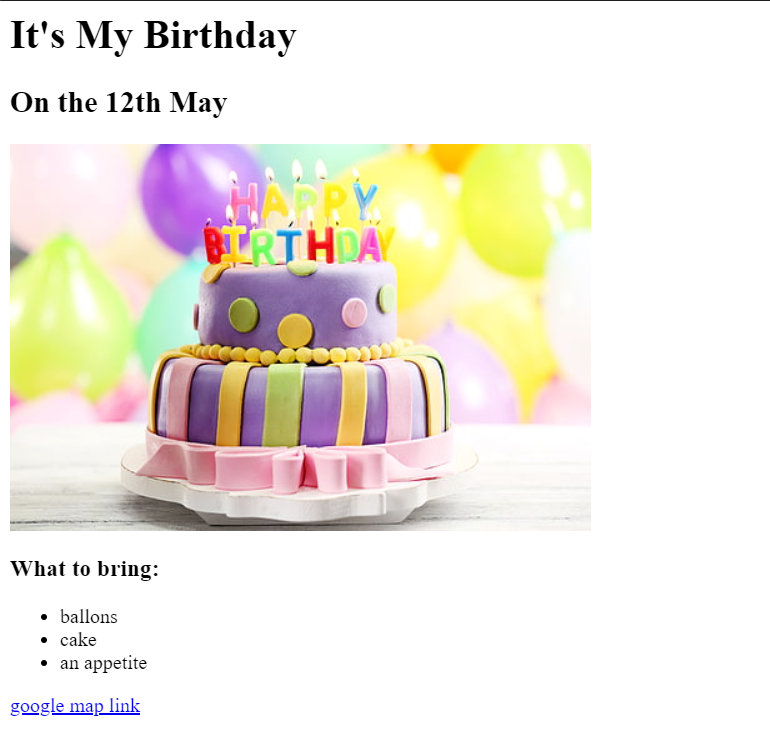 It's My Birthday
On the 12th May
HAPPY
BIRTHDAY
What to bring:
ballons
cake
an appetite
google map link